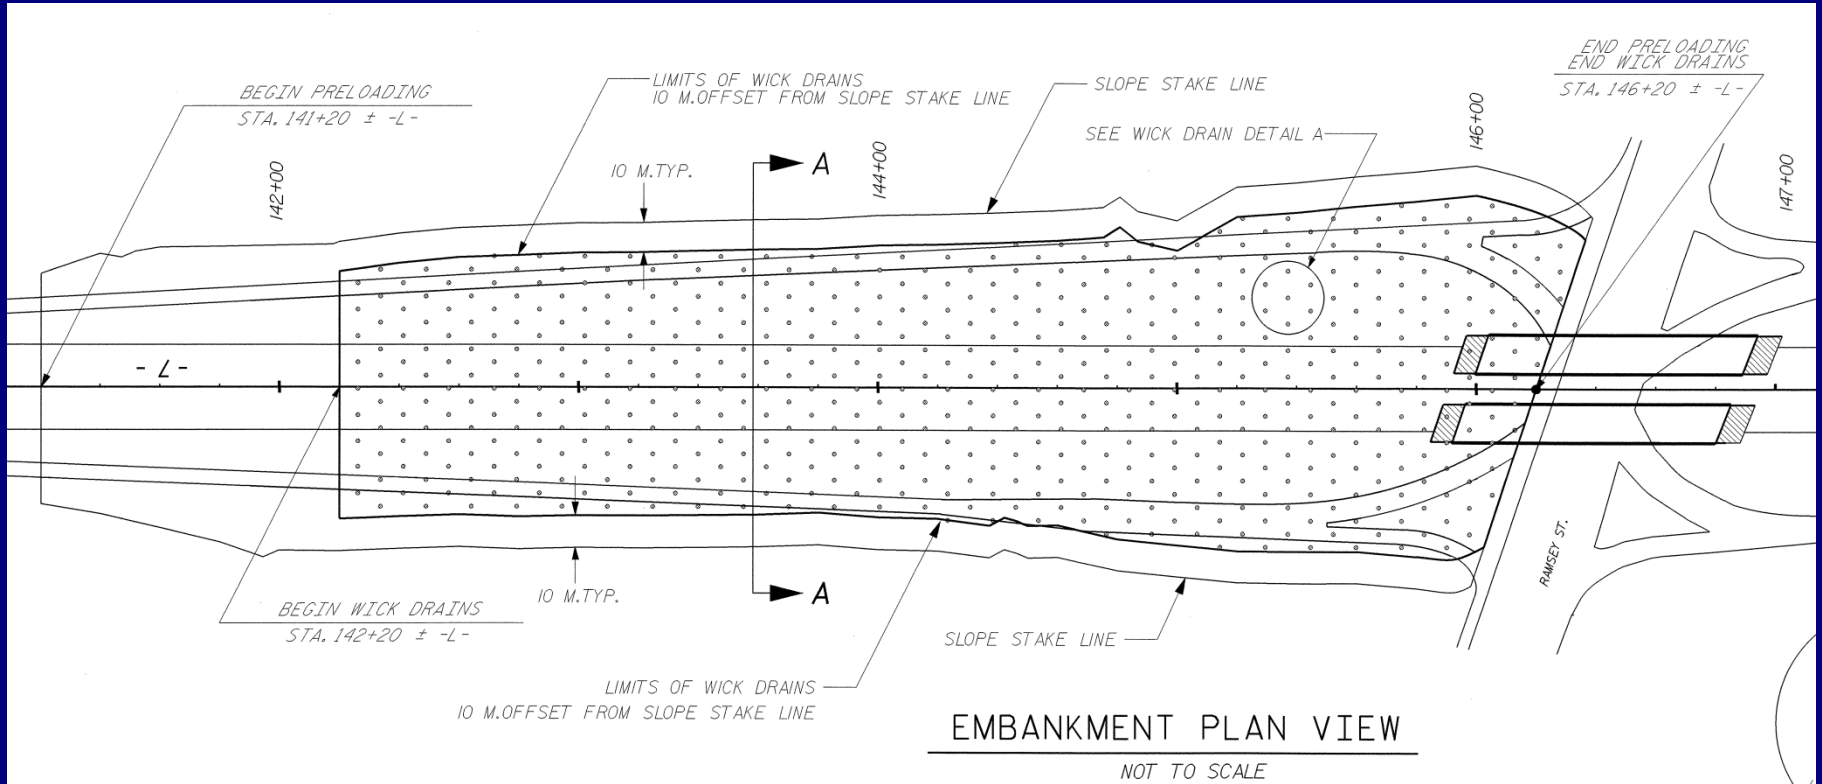 BEGIN PRELOADING
STA. 141+20 ± -L-
LIMITS OF WICK DRAINS
10 M.OFFSET FROM SLOPE STAKE LINE
SLOPE STAKE LINE
END PRELOADING
END WICK DRAINS
STA. 146+20 ± -L-
SEE WICK DRAIN DETAIL A
142+00
10 M.TYP.
A
144+00
146+00
147+00
- L -
BEGIN WICK DRAINS
STA. 142+20 ± -L-
10 M.TYP.
A
RAMSEY ST.
SLOPE STAKE LINE
LIMITS OF WICK DRAINS
10 M.OFFSET FROM SLOPE STAKE LINE
EMBANKMENT PLAN VIEW
NOT TO SCALE